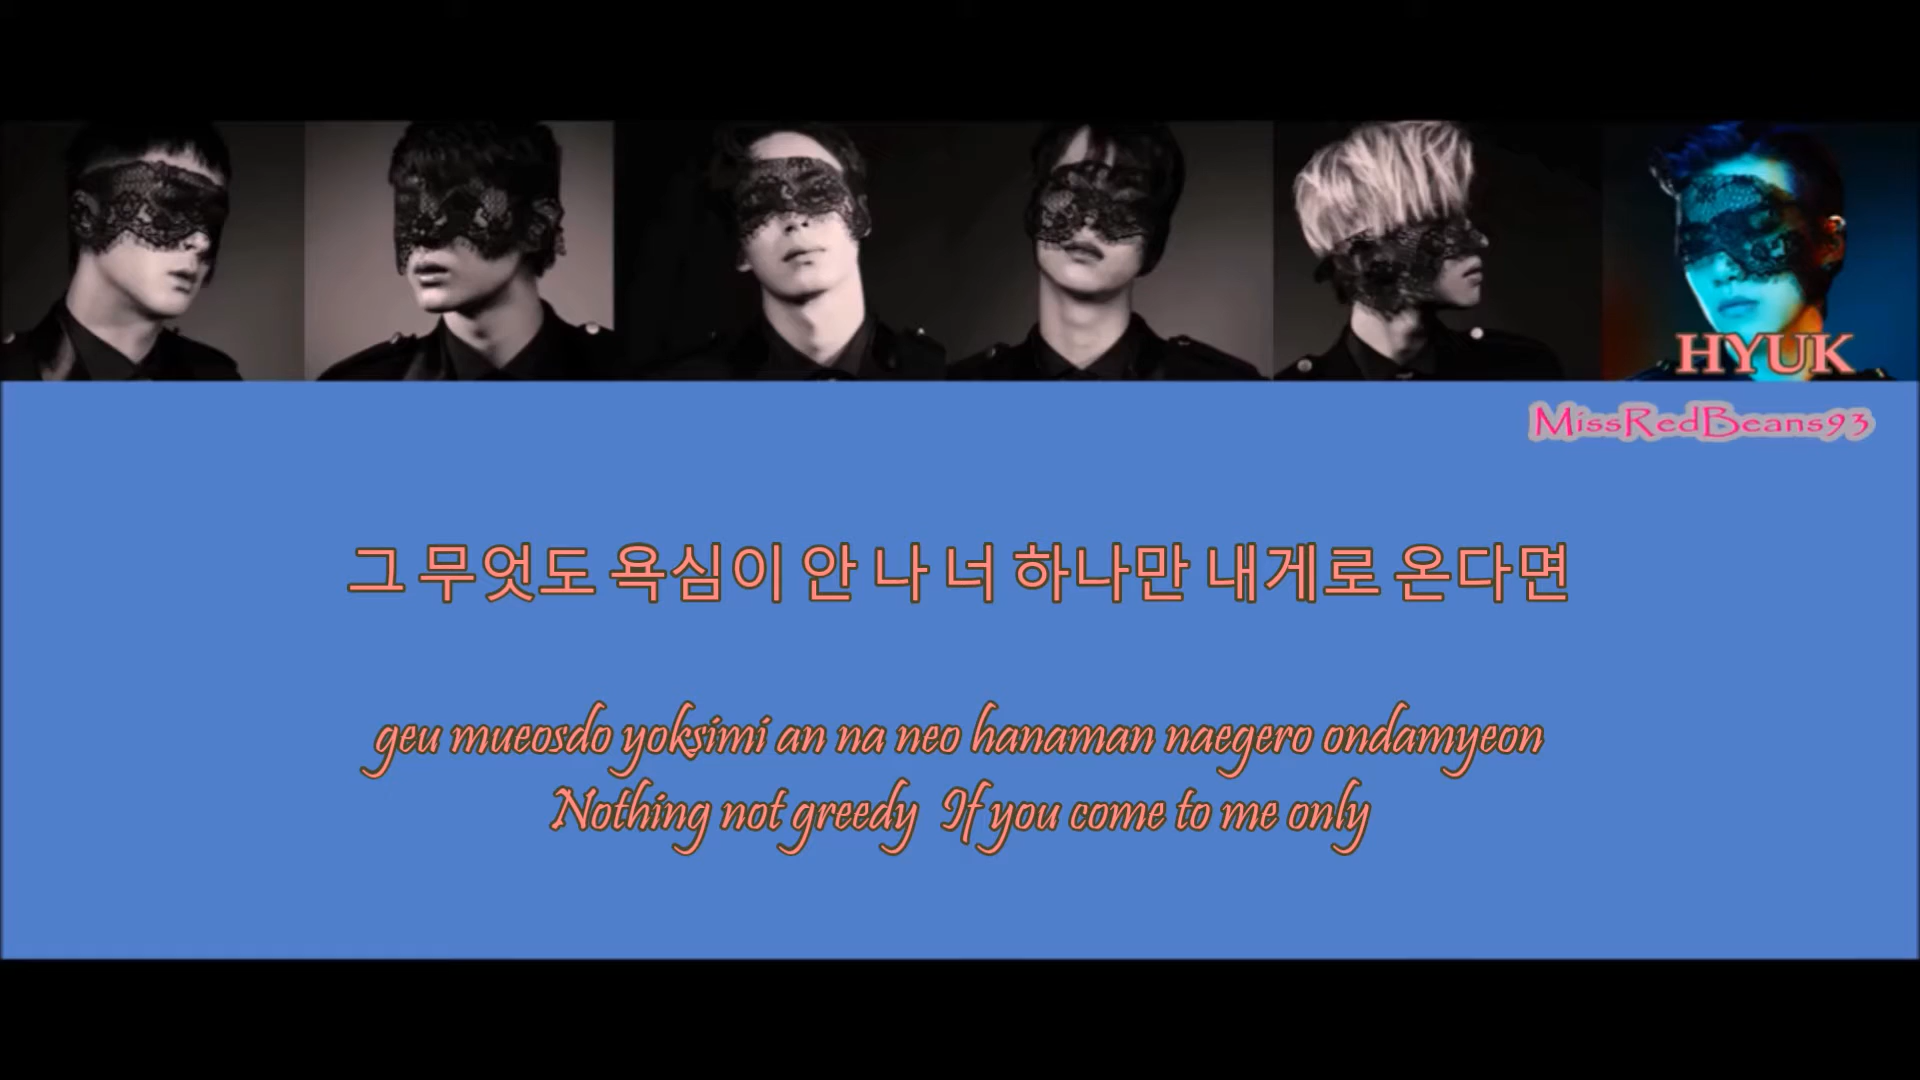 HYUK
MissRedBeans93
그 무엇도 욕심이 안 나 너 하나만 내게로 온다면
geu mueosdo yoksimi an na neo hanaman naegero ondamyeon
Nothing not greedy If you come to me only